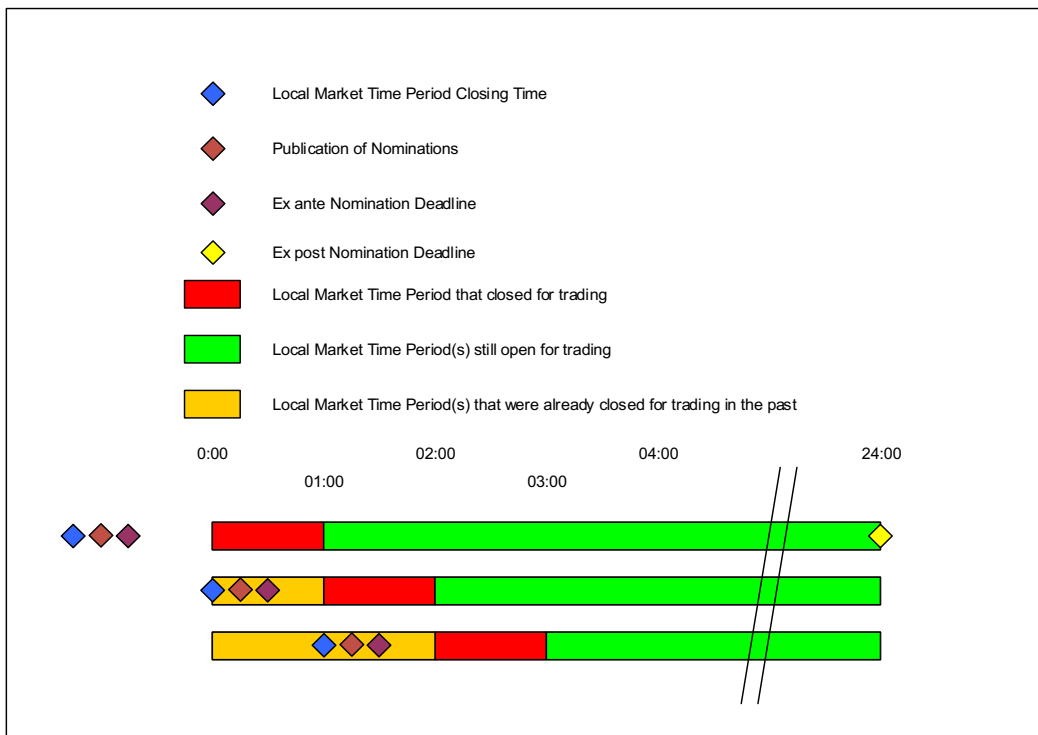 Local Market Time Period Closing Time
Publication of Nominations
Ex ante Nomination Deadline
Ex post Nomination Deadline
Local Market Time Period that closed for trading
Local Market Time Period(s) still open for trading
Local Market Time Period(s) that were already closed for trading in the past
0:00 02:00 04:00 24:00
01:00 03:00